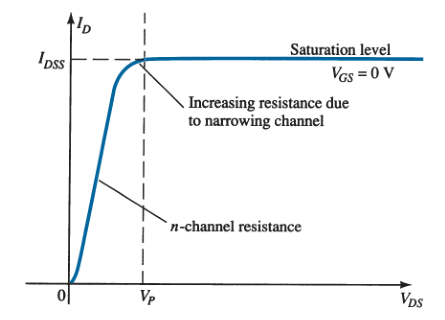 I_D
I_DSS
Saturation level
V_GS = 0 V
Increasing resistance due
to narrowing channel
n-channel resistance
0
V_P
V_DS